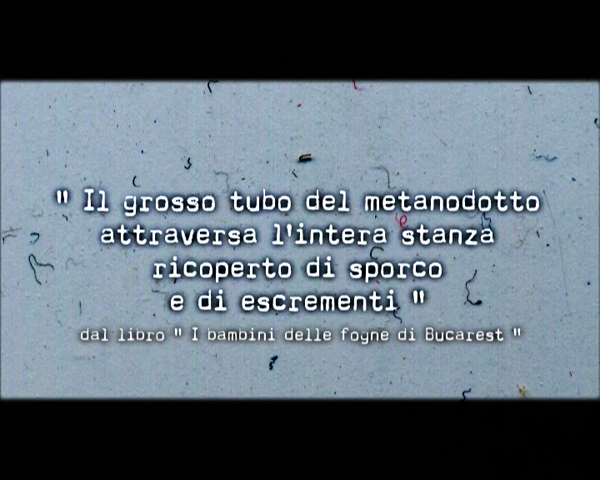 " Il grosso tubo del metanodotto
attraversa l'intera stanza
ricoperto di sporco
e di escrementi "
dal libro " I bambini delle fogne di Bucarest "